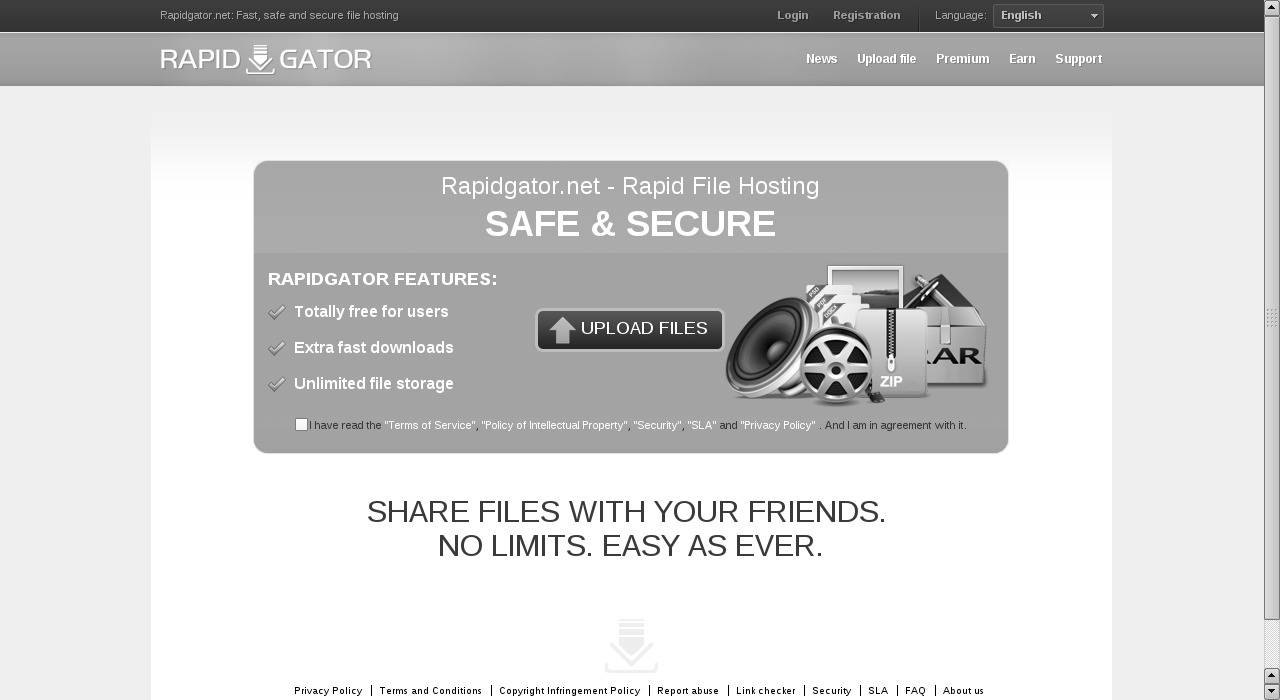 Rapidgator.net: Fast, safe and secure file hosting
Login Registration Language: English
RAPID GATOR
News Upload file Premium Earn Support
Rapidgator.net - Rapid File Hosting
SAFE & SECURE
RAPIDGATOR FEATURES:
Totally free for users
Extra fast downloads
Unlimited file storage
UPLOAD FILES
PSD
PDF
DOCX
ZIP
RAR
I have read the "Terms of Service", "Policy of Intellectual Property", "Security", "SLA" and "Privacy Policy" . And I am in agreement with it.
SHARE FILES WITH YOUR FRIENDS.
NO LIMITS. EASY AS EVER.
Privacy Policy | Terms and Conditions | Copyright Infringement Policy | Report abuse | Link checker | Security | SLA | FAQ | About us